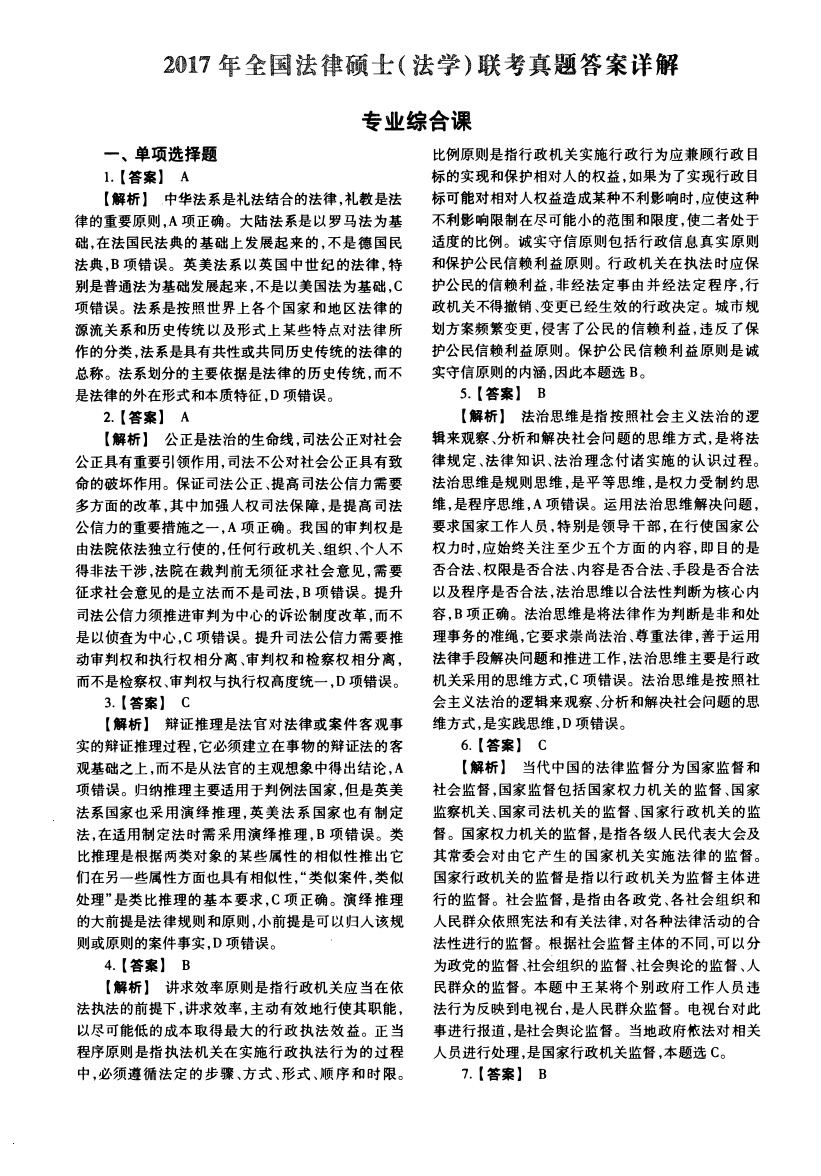 2017 年全国法律硕士(法学)联考真题答案详解
专业综合课
一、单项选择题
1.【答案】 A
【解析】 中华法系是礼法结合的法律,礼教是法
律的重要原则,A 项正确。大陆法系是以罗马法为基
础,在法国民法典的基础上发展起来的,不是德国民
法典,B 项错误。英美法系以英国中世纪的法律,特
别是普通法为基础发展起来,不是以美国法为基础,C
项错误。法系是按照世界上各个国家和地区法律的
源流关系和历史传统以及形式上某些特点对法律所
作的分类,法系是具有共性或共同历史传统的法律的
总称。法系划分的主要依据是法律的历史传统,而不
是法律的外在形式和本质特征,D 项错误。
2.【答案】 A
【解析】 公正是法治的生命线,司法公正对社会
公正具有重要引领作用,司法不公对社会公正具有致
命的破坏作用。保证司法公正、提高司法公信力需要
多方面的改革,其中加强人权司法保障,是提高司法
公信力的重要措施之一,A 项正确。我国的审判权是
由法院依法独立行使的,任何行政机关、组织、个人不
得非法干涉,法院在裁判前无须征求社会意见,需要
征求社会意见的是立法而不是司法,B 项错误。提升
司法公信力须推进审判为中心的诉讼制度改革,而不
是以侦查为中心,C 项错误。提升司法公信力需要推
动审判权和执行权相分离、审判权和检察权相分离,
而不是检察权、审判权与执行权高度统一,D 项错误。
3.【答案】 C
【解析】 辩证推理是法官对法律或案件客观事
实的辩证推理过程,它必须建立在事物的辩证法的客
观基础之上,而不是从法官的主观想象中得出结论,A
项错误。归纳推理主要适用于判例法国家,但是英美
法系国家也采用演绎推理,英美法系国家也有制定
法,在适用制定法时需采用演绎推理,B 项错误。类
比推理是根据两类对象的某些属性的相似性推出它
们在另一些属性方面也具有相似性,“类似案件,类似
处理”是类比推理的基本要求,C 项正确。演绎推理
的大前提是法律规则和原则,小前提是可以归入该规
则或原则的案件事实,D 项错误。
4.【答案】 B
【解析】 讲求效率原则是指行政机关应当在依
法执法的前提下,讲求效率,主动有效地行使其职能,
以尽可能低的成本取得最大的行政执法效益。正当
程序原则是指执法机关在实施行政执法行为的过程
中,必须遵循法定的步骤、方式、形式、顺序和时限。
比例原则是指行政机关实施行政行为应兼顾行政目
标的实现和保护相对人的权益,如果为了实现行政目
标可能对相对人权益造成某种不利影响时,应使这种
不利影响限制在尽可能小的范围和限度,使二者处于
适度的比例。诚实守信原则包括行政信息真实原则
和保护公民信赖利益原则。行政机关在执法时应保
护公民的信赖利益,非经法定事由并经法定程序,行
政机关不得撤销、变更已经生效的行政决定。城市规
划方案频繁变更,侵害了公民的信赖利益,违反了保
护公民信赖利益原则。保护公民信赖利益原则是诚
实守信原则的内涵,因此本题选 B。
5.【答案】 B
【解析】 法治思维是指按照社会主义法治的逻
辑来观察、分析和解决社会问题的思维方式,是将法
律规定、法律知识、法治理念付诸实施的认识过程。
法治思维是规则思维,是平等思维,是权力受制约思
维,是程序思维,A 项错误。运用法治思维解决问题,
要求国家工作人员,特别是领导干部,在行使国家公
权力时,应始终关注至少五个方面的内容,即目的是
否合法、权限是否合法、内容是否合法、手段是否合法
以及程序是否合法,法治思维以合法性判断为核心内
容,B 项正确。法治思维是将法律作为判断是非和处
理事务的准绳,它要求崇尚法治、尊重法律,善于运用
法律手段解决问题和推进工作,法治思维主要是行政
机关采用的思维方式,C 项错误。法治思维是按照社
会主义法治的逻辑来观察、分析和解决社会问题的思
维方式,是实践思维,D 项错误。
6.【答案】 C
【解析】 当代中国的法律监督分为国家监督和
社会监督,国家监督包括国家权力机关的监督、国家
监察机关、国家司法机关的监督、国家行政机关的监
督。国家权力机关的监督,是指各级人民代表大会及
其常委会对由它产生的国家机关实施法律的监督。
国家行政机关的监督是指以行政机关为监督主体进
行的监督。社会监督,是指由各政党、各社会组织和
人民群众依照宪法和有关法律,对各种法律活动的合
法性进行的监督。根据社会监督主体的不同,可以分
为政党的监督、社会组织的监督、社会舆论的监督、人
民群众的监督。本题中王某将个别政府工作人员违
法行为反映到电视台,是人民群众监督。电视台对此
事进行报道,是社会舆论监督。当地政府依法对相关
人员进行处理,是国家行政机关监督,本题选 C。
7.【答案】 B